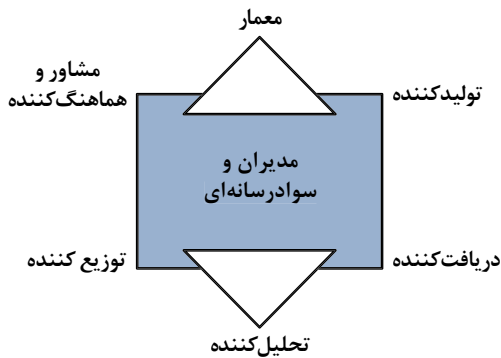 معمار
تولیدکننده
مشاور و
هماهنگ‌کننده
مدیران و
سوادرسانه‌ای
دریافت‌کننده
توزیع کننده
تحلیل‌کننده